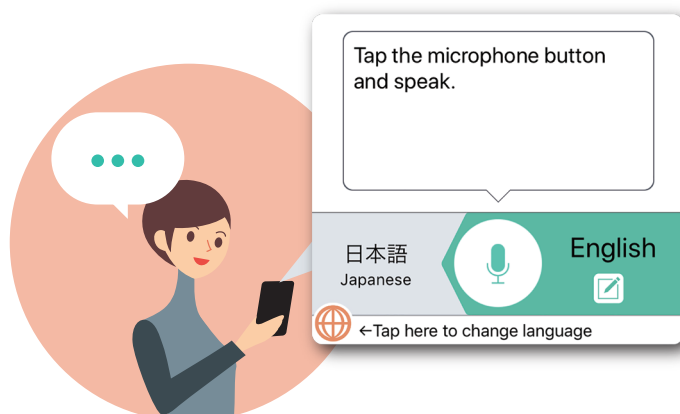 Tap the microphone button
and speak.
日本語
Japanese
English
←Tap here to change language